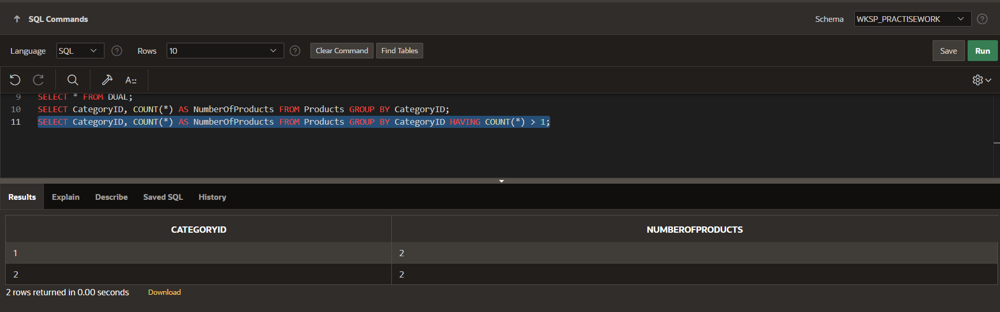 SQL Commands
Schema WKSP_PRACTISEWORK ?
Language SQL ? Rows 10 ? Clear Command Find Tables Save Run
A::
9 SELECT * FROM DUAL;
10 SELECT CategoryID, COUNT(*) AS NumberOfProducts FROM Products GROUP BY CategoryID;
11 SELECT CategoryID, COUNT(*) AS NumberOfProducts FROM Products GROUP BY CategoryID HAVING COUNT(*) > 1;
Results Explain Describe Saved SQL History
CATEGORYID NUMBEROFPRODUCTS
1 2
2 2
2 rows returned in 0.00 seconds Download